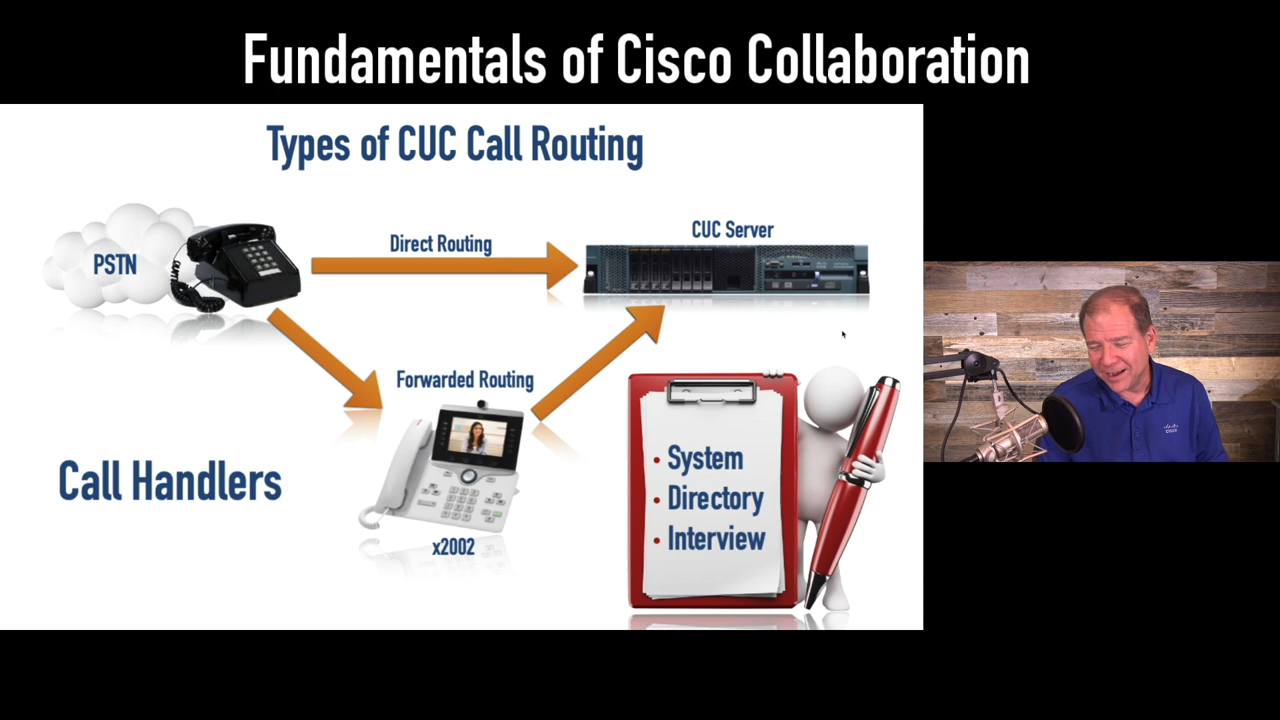 Fundamentals of Cisco Collaboration
Types of CUC Call Routing
PSTN
Direct Routing
CUC Server
Forwarded Routing
Call Handlers
x2002
• System
• Directory
• Interview
CISCO